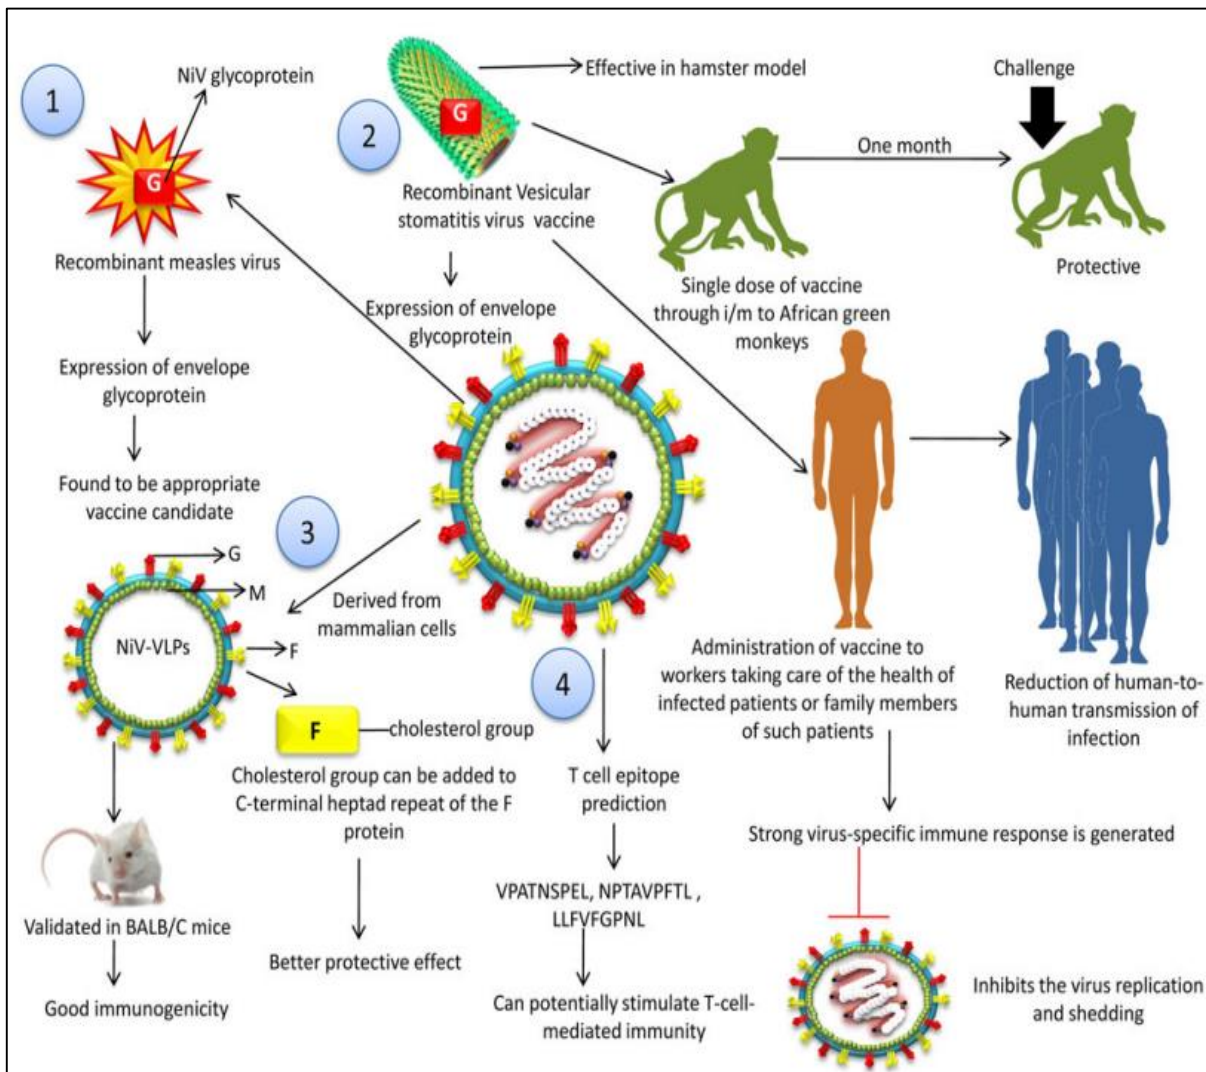 1
NiV glycoprotein
G
Recombinant measles virus
Expression of envelope
glycoprotein
Found to be appropriate
vaccine candidate
2
G
Effective in hamster model
Recombinant Vesicular
stomatitis virus vaccine
Expression of envelope
glycoprotein
Single dose of vaccine
through i/m to African green
monkeys
One month
Challenge
Protective
Administration of vaccine to
workers taking care of the health of
infected patients or family members
of such patients
Reduction of human-to-
human transmission of
infection
Strong virus-specific immune response is generated
Inhibits the virus replication
and shedding
3
Derived from
mammalian cells
G
M
F
NiV-VLPs
F
cholesterol group
Cholesterol group can be added to
C-terminal heptad repeat of the F
protein
Better protective effect
Validated in BALB/C mice
Good immunogenicity
4
T cell epitope
prediction
VPATNSPEL, NPTAVPFTL ,
LLFVFGPNL
Can potentially stimulate T-cell-
mediated immunity